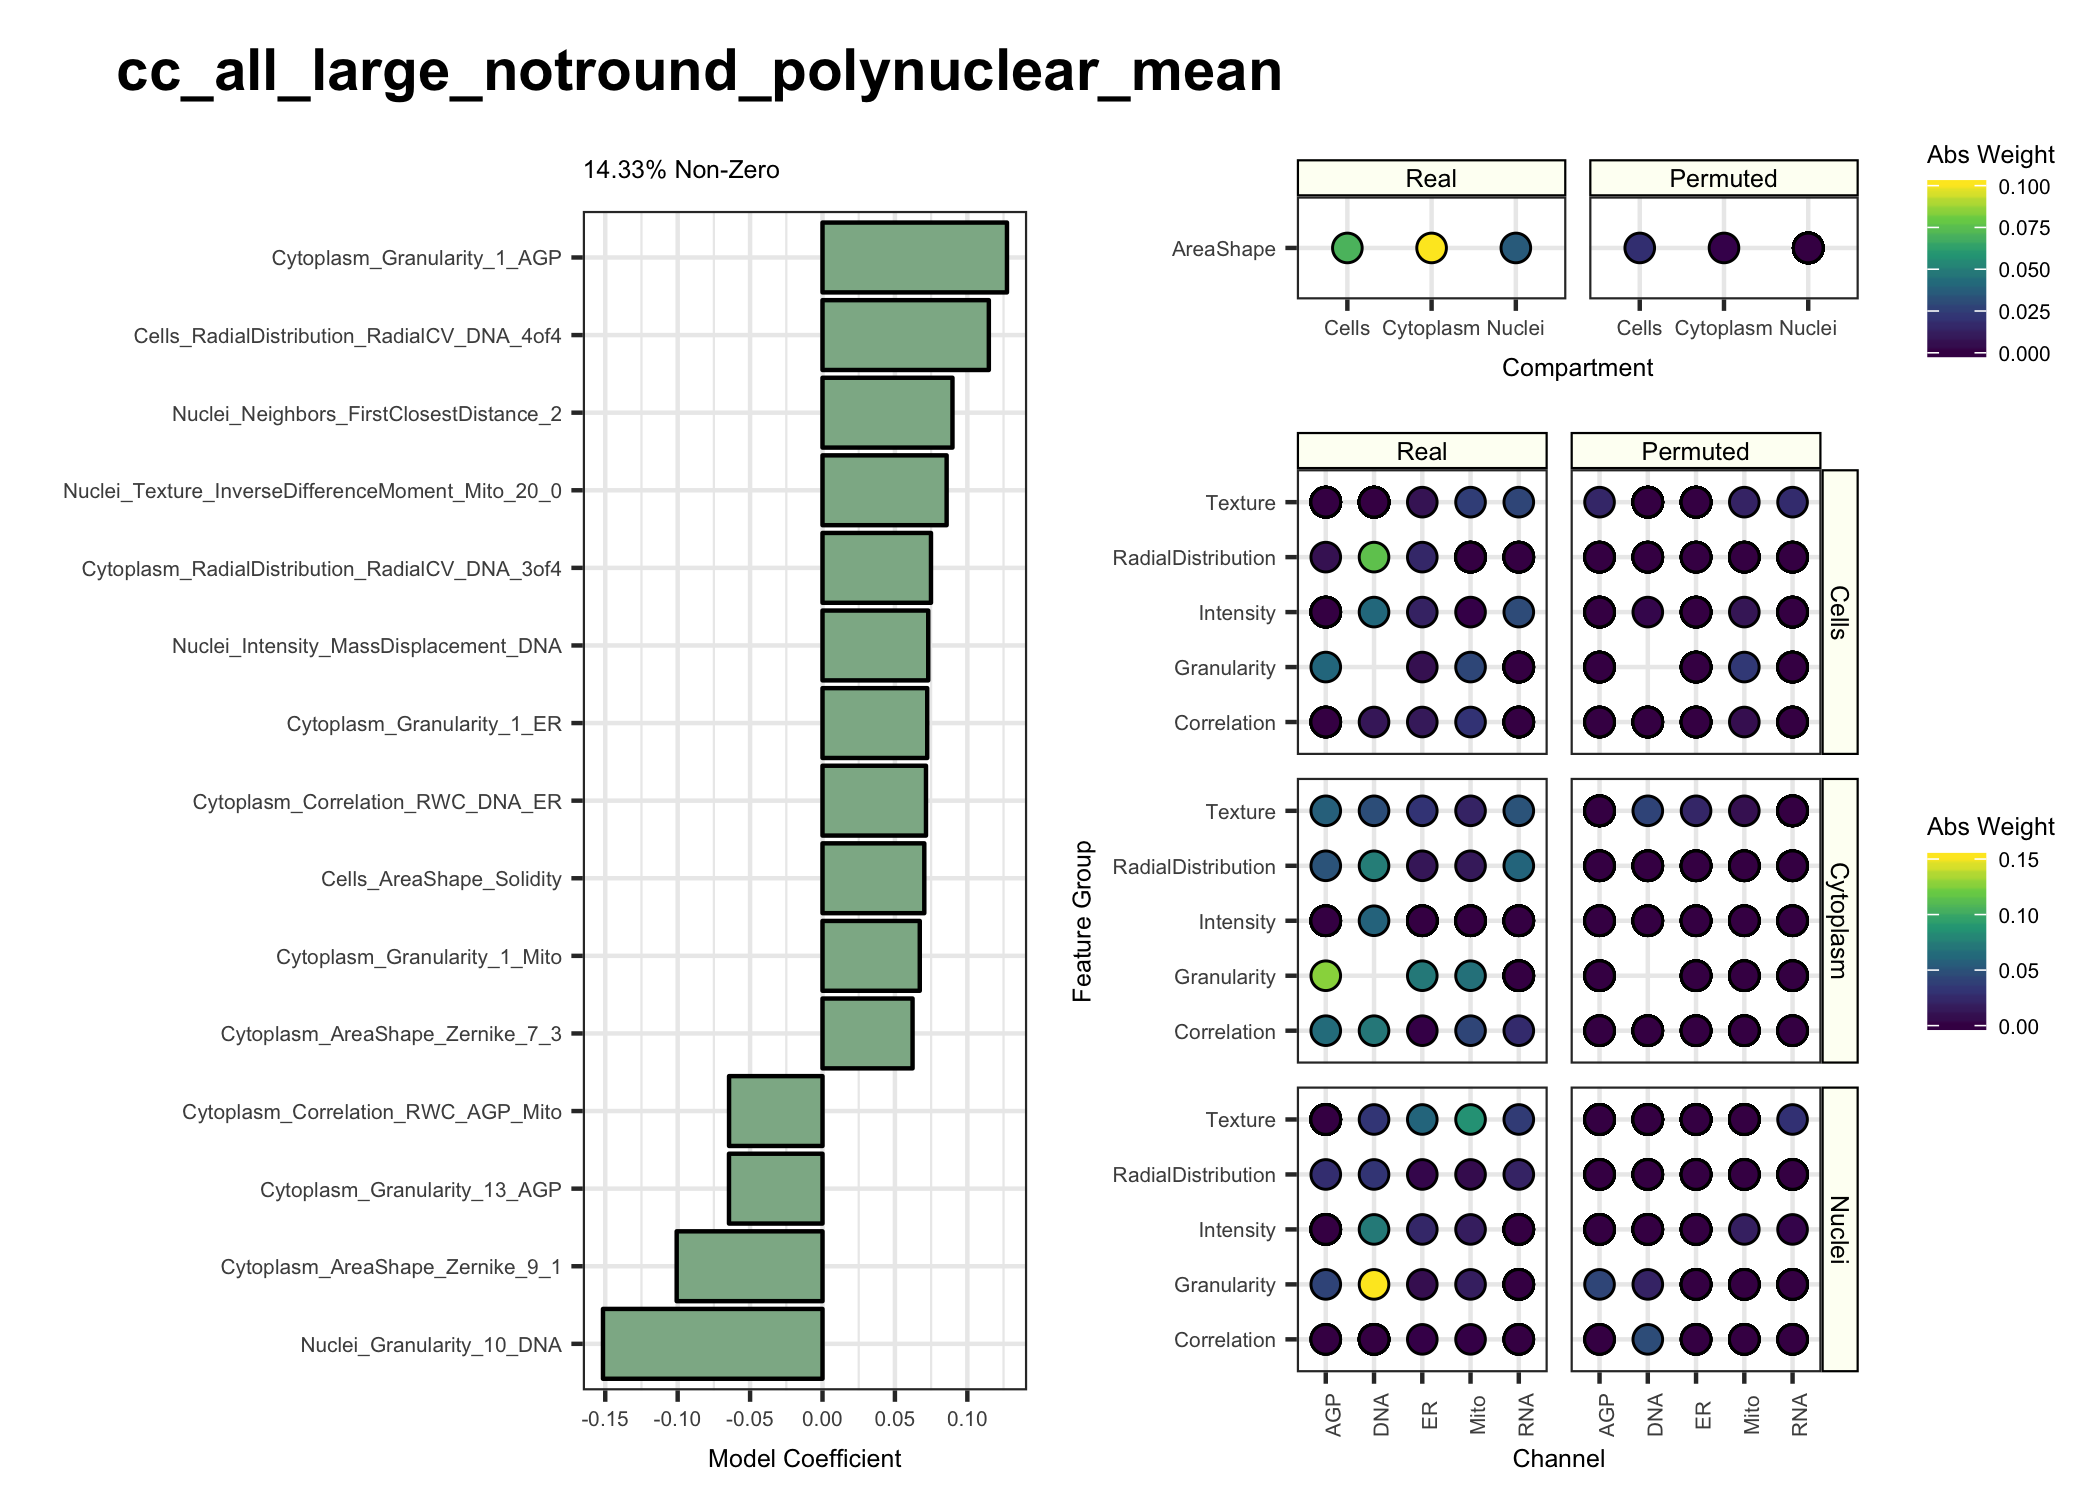 cc_all_large_notround_polynuclear_mean
14.33% Non-Zero
Cytoplasm_Granularity_1_AGP
Cells_RadialDistribution_RadialCV_DNA_4of4
Nuclei_Neighbors_FirstClosestDistance_2
Nuclei_Texture_InverseDifferenceMoment_Mito_20_0
Cytoplasm_RadialDistribution_RadialCV_DNA_3of4
Nuclei_Intensity_MassDisplacement_DNA
Cytoplasm_Granularity_1_ER
Cytoplasm_Correlation_RWC_DNA_ER
Cells_AreaShape_Solidity
Cytoplasm_Granularity_1_Mito
Cytoplasm_AreaShape_Zernike_7_3
Cytoplasm_Correlation_RWC_AGP_Mito
Cytoplasm_Granularity_13_AGP
Cytoplasm_AreaShape_Zernike_9_1
Nuclei_Granularity_10_DNA
-0.15 -0.10 -0.05 0.00 0.05 0.10
Model Coefficient
Real Permuted
AreaShape
Cells Cytoplasm Nuclei Cells Cytoplasm Nuclei
Compartment
Abs Weight
0.100
0.075
0.050
0.025
0.000
Feature Group
Real Permuted
Texture
RadialDistribution
Intensity
Granularity
Correlation
Cells
Texture
RadialDistribution
Intensity
Granularity
Correlation
Cytoplasm
Texture
RadialDistribution
Intensity
Granularity
Correlation
Nuclei
AGP DNA ER Mito RNA AGP DNA ER Mito RNA
Channel
Abs Weight
0.15
0.10
0.05
0.00